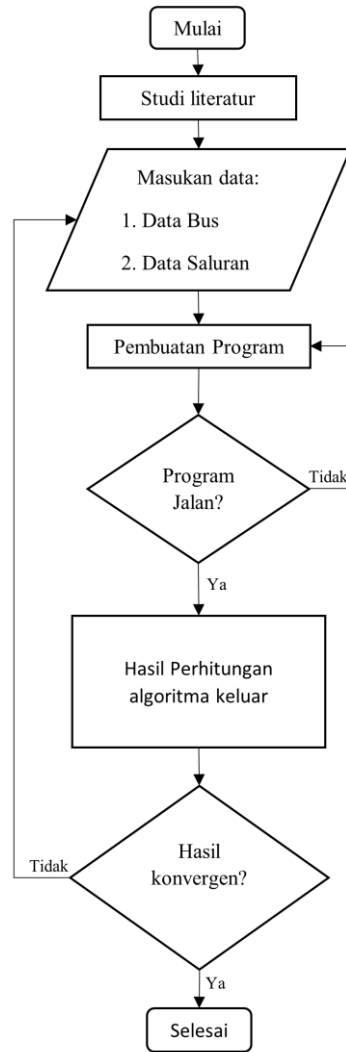 Mulai
Studi literatur
Masukan data:
1. Data Bus
2. Data Saluran
Pembuatan Program
Program
Jalan?
Tidak
Ya
Hasil Perhitungan
algoritma keluar
Hasil
konvergen?
Tidak
Ya
Selesai